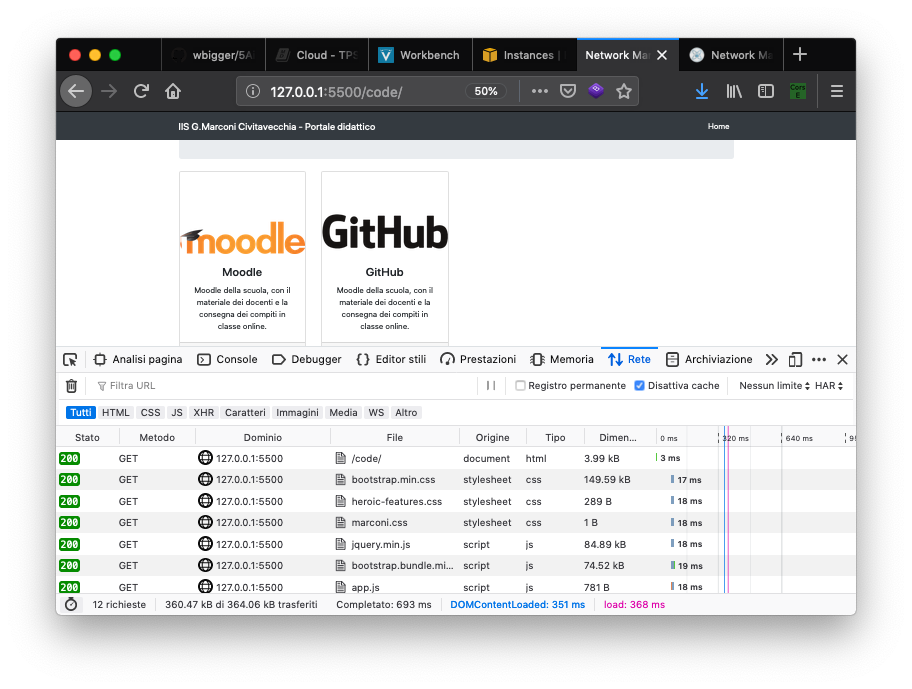 wbigger/5A
Cloud - TPS
Workbench
Instances |
Network Ma
Network Ma
127.0.0.1:5500/code/
50%
IIS G.Marconi Civitavecchia - Portale didattico
Home
moodle
Moodle
Moodle della scuola, con il
materiale dei docenti e la
consegna dei compiti in
classe online.
GitHub
GitHub
Moodle della scuola, con il
materiale dei docenti e la
consegna dei compiti in
classe online.
Analisi pagina Console Debugger Editor stili Prestazioni Memoria Rete Archiviazione
Filtra URL Registro permanente Disattiva cache Nessun limite HAR
Tutti HTML CSS JS XHR Caratteri Immagini Media WS Altro
Stato Metodo Dominio File Origine Tipo Dimen... 0 ms 320 ms 640 ms
200 GET 127.0.0.1:5500 /code/ document html 3.99 kB 3 ms
200 GET 127.0.0.1:5500 bootstrap.min.css stylesheet css 149.59 kB 17 ms
200 GET 127.0.0.1:5500 heroic-features.css stylesheet css 289 B 18 ms
200 GET 127.0.0.1:5500 marconi.css stylesheet css 1 B 18 ms
200 GET 127.0.0.1:5500 jquery.min.js script js 84.89 kB 18 ms
200 GET 127.0.0.1:5500 bootstrap.bundle.mi... script js 74.52 kB 19 ms
200 GET 127.0.0.1:5500 app.js script js 781 B 18 ms
12 richieste 360.47 kB di 364.06 kB trasferiti Completato: 693 ms DOMContentLoaded: 351 ms load: 368 ms